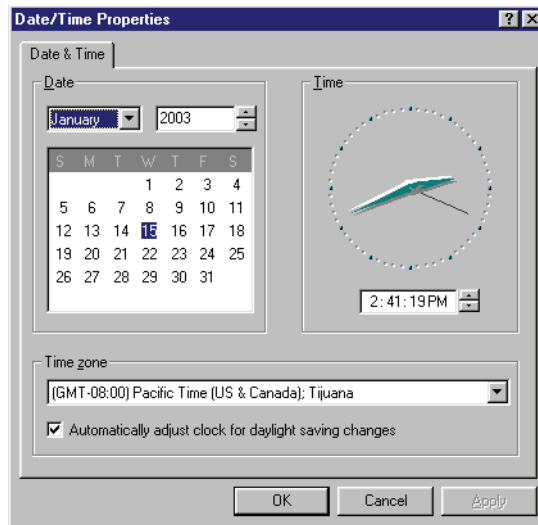 Date/Time Properties
Date & Time
Date
January 2003
S M T W T F S
1 2 3 4
5 6 7 8 9 10 11
12 13 14 15 16 17 18
19 20 21 22 23 24 25
26 27 28 29 30 31
Time
2:41:19 PM
Time zone
(GMT-08:00) Pacific Time (US & Canada); Tijuana
Automatically adjust clock for daylight saving changes
OK Cancel Apply